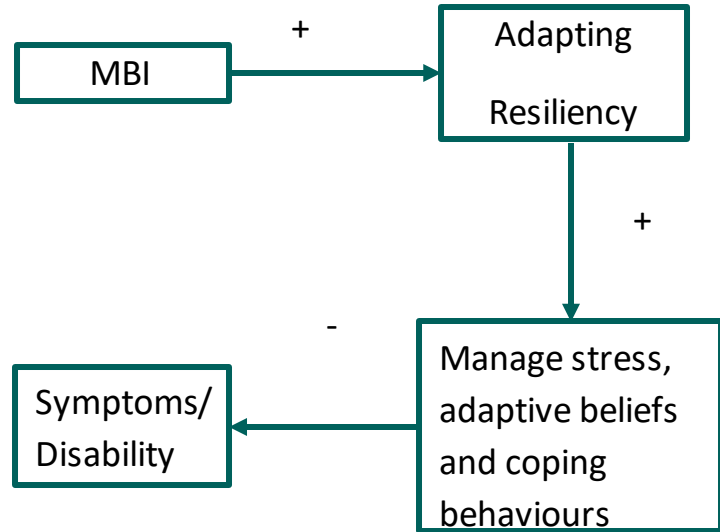 +
MBI
Adapting
Resiliency
+
-
Manage stress,
adaptive beliefs
and coping
behaviours
Symptoms/
Disability